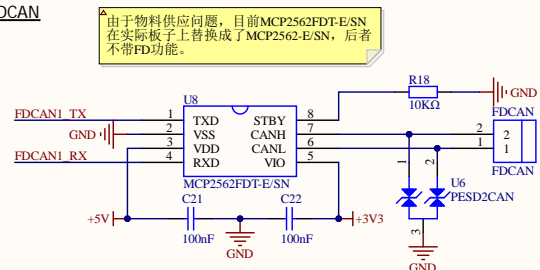 FDCAN
由于物料供应问题，目前MCP2562FDT-E/SN
在实际板子上替换成了MCP2562-E/SN，后者
不带FD功能。
R18
GND
10KΩ
U8
FDCAN
FDCAN1_TX
1 TXD STBY 8
GND 2 VSS CANH 7 2 2
3 VDD CANL 6 1 1
FDCAN1_RX 4 RXD VIO 5
FDCAN
MCP2562FDT-E/SN
1 2
U6
PESD2CAN
C21 C22
+5V +3V3
100nF 100nF
3
GND
GND